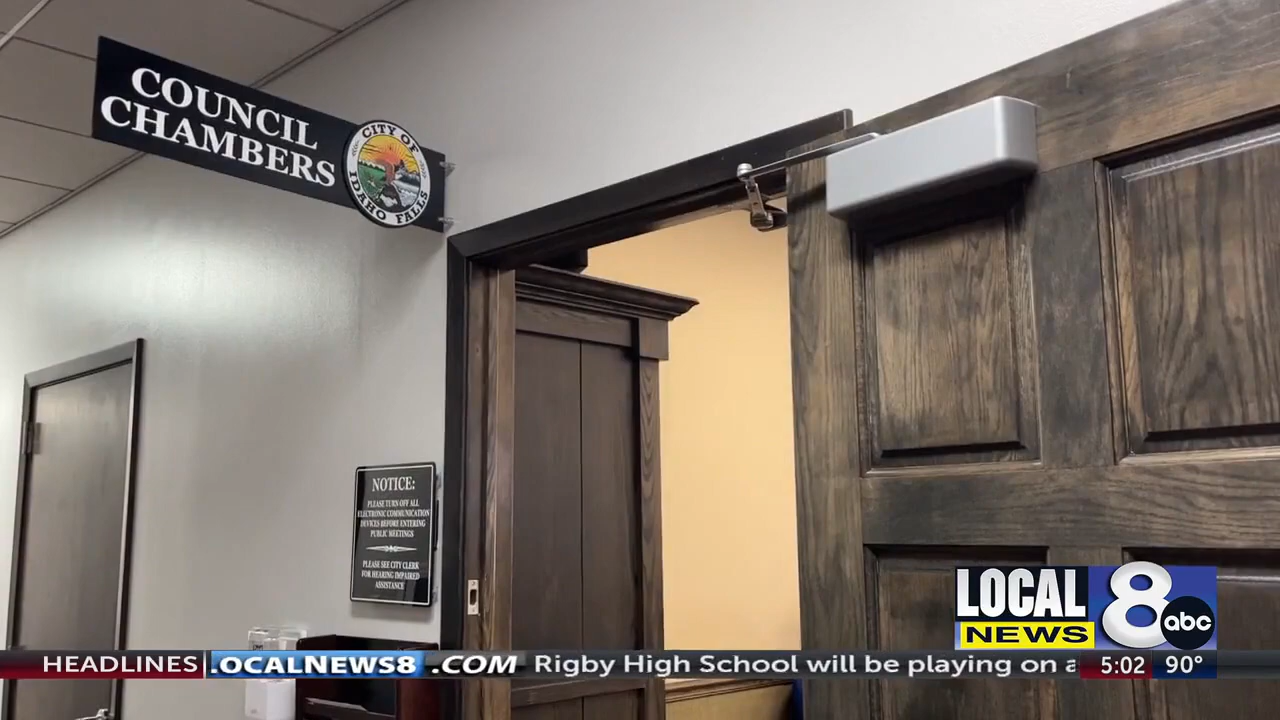 COUNCIL
CHAMBERS
CITY OF
IDAHO FALLS
NOTICE:
PLEASE TURN OFF ALL
ELECTRONIC COMMUNICATION
DEVICES BEFORE ENTERING
PUBLIC MEETINGS
PLEASE SEE CITY CLERK
FOR HEARING IMPAIRED
ASSISTANCE
LOCAL
NEWS
8
abc
HEADLINES
.OCALNEWS8 .COM
Rigby High School will be playing on a
5:02
90°